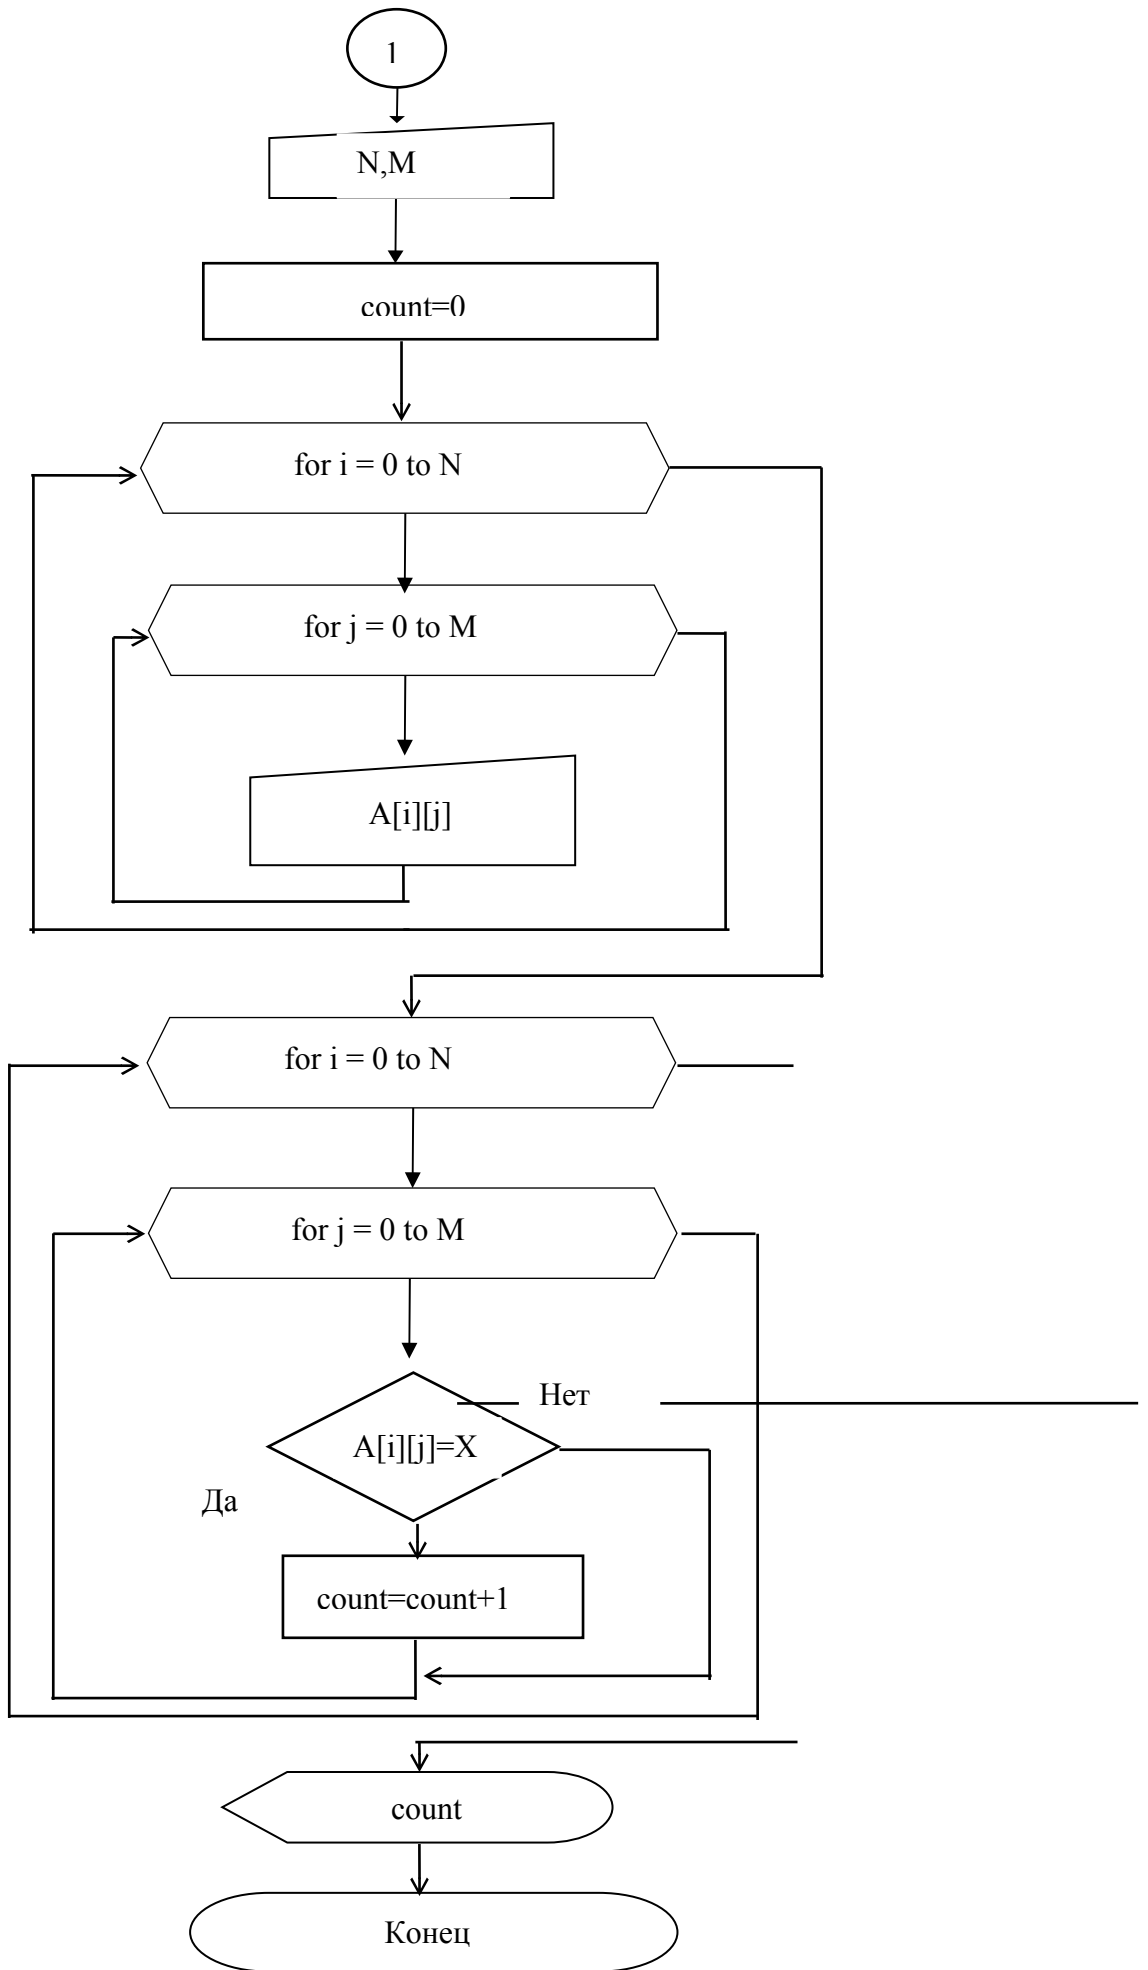 1
N,M
count=0
for i = 0 to N
for j = 0 to M
A[i][j]
for i = 0 to N
for j = 0 to M
Нет
A[i][j]=X
Да
count=count+1
count
Конец